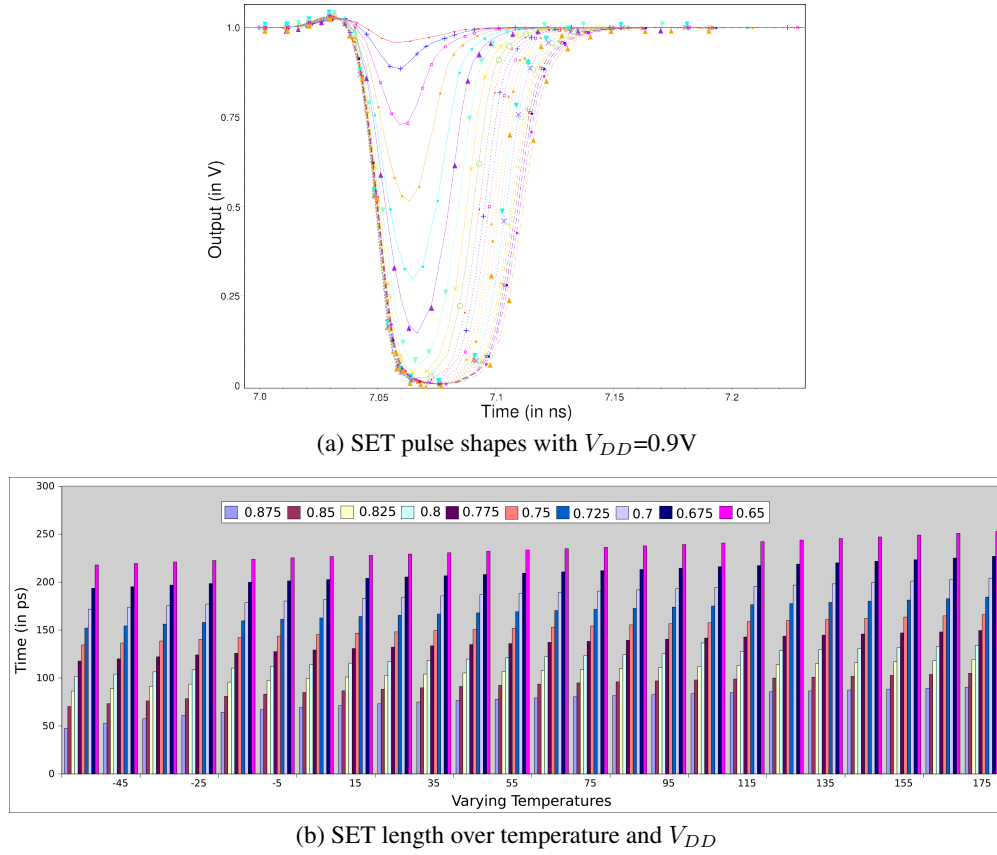 1.0
0.75
0.5
0.25
0
Output (in V)
7.0 7.05 7.1 7.15 7.2
Time (in ns)
(a) SET pulse shapes with V_DD=0.9V
300
250
200
150
100
50
0
Time (in ps)
0.875 0.85 0.825 0.8 0.775 0.75 0.725 0.7 0.675 0.65
-45 -25 -5 15 35 55 75 95 115 135 155 175
Varying Temperatures
(b) SET length over temperature and V_DD